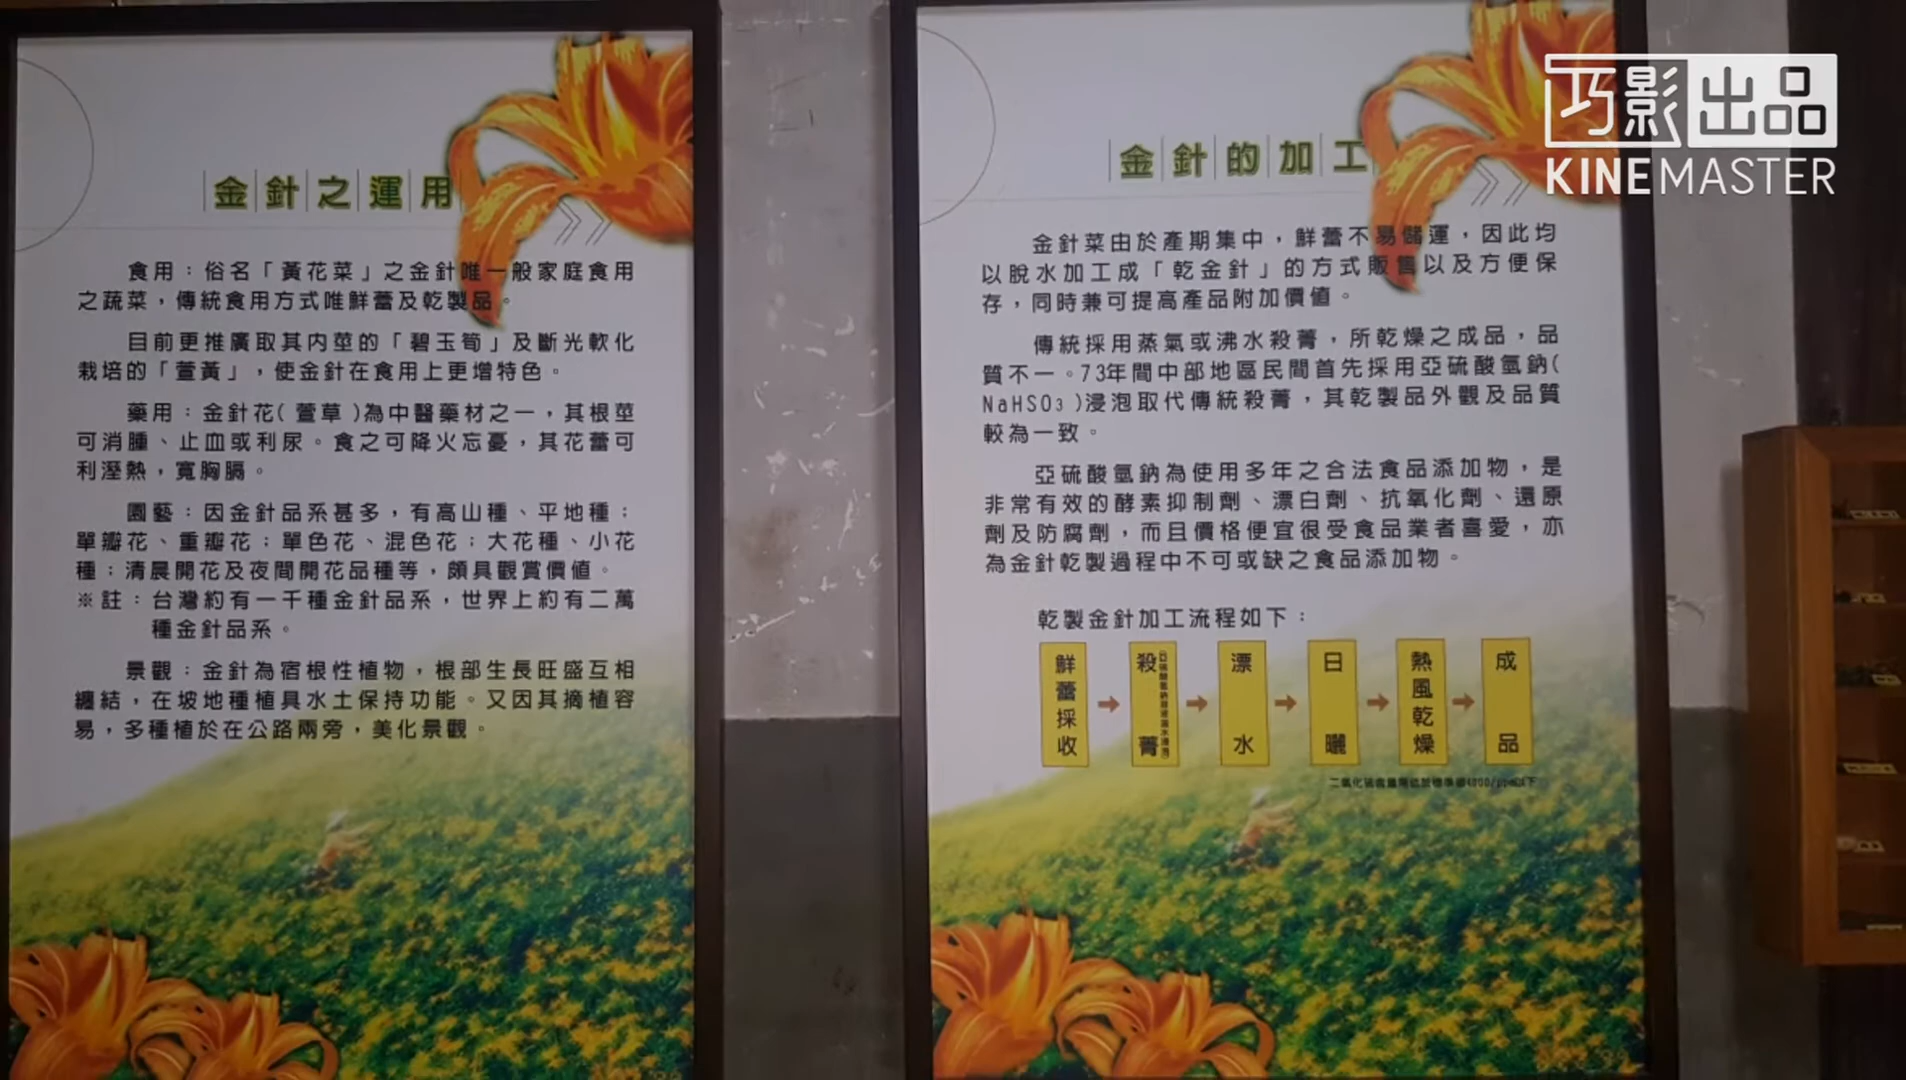 金針之運用
食用：俗名「黃花菜」之金針唯一般家庭食用
之蔬菜，傳統食用方式唯鮮蕾及乾製品。
目前更推廣取其內莖的「碧玉筍」及斷光軟化
栽培的「萱黃」，使金針在食用上更增特色。
藥用：金針花(萱草)為中醫藥材之一，其根莖
可消腫、止血或利尿。食之可降火忘憂，其花蕾可
利溼熱，寬胸膈。
園藝：因金針品系甚多，有高山種、平地種；
單瓣花、重瓣花；單色花、混色花；大花種、小花
種；清晨開花及夜間開花品種等，頗具觀賞價值。
※註：台灣約有一千種金針品系，世界上約有二萬
種金針品系。
景觀：金針為宿根性植物，根部生長旺盛互相
纏結，在坡地種植具水土保持功能。又因其摘植容
易，多種植於在公路兩旁，美化景觀。
金針的加工
金針菜由於產期集中，鮮蕾不易儲運，因此均
以脫水加工成「乾金針」的方式販售以及方便保
存，同時兼可提高產品附加價值。
傳統採用蒸氣或沸水殺菁，所乾燥之成品，品
質不一。73年間中部地區民間首先採用亞硫酸氫鈉(
NaHSO3)浸泡取代傳統殺菁，其乾製品外觀及品質
較為一致。
亞硫酸氫鈉為使用多年之合法食品添加物，是
非常有效的酵素抑制劑、漂白劑、抗氧化劑、還原
劑及防腐劑，而且價格便宜很受食品業者喜愛，亦
為金針乾製過程中不可或缺之食品添加物。
乾製金針加工流程如下：
鮮蕾採收
殺菁
漂水
日曬
熱風乾燥
成品
巧影出品
KINEMASTER